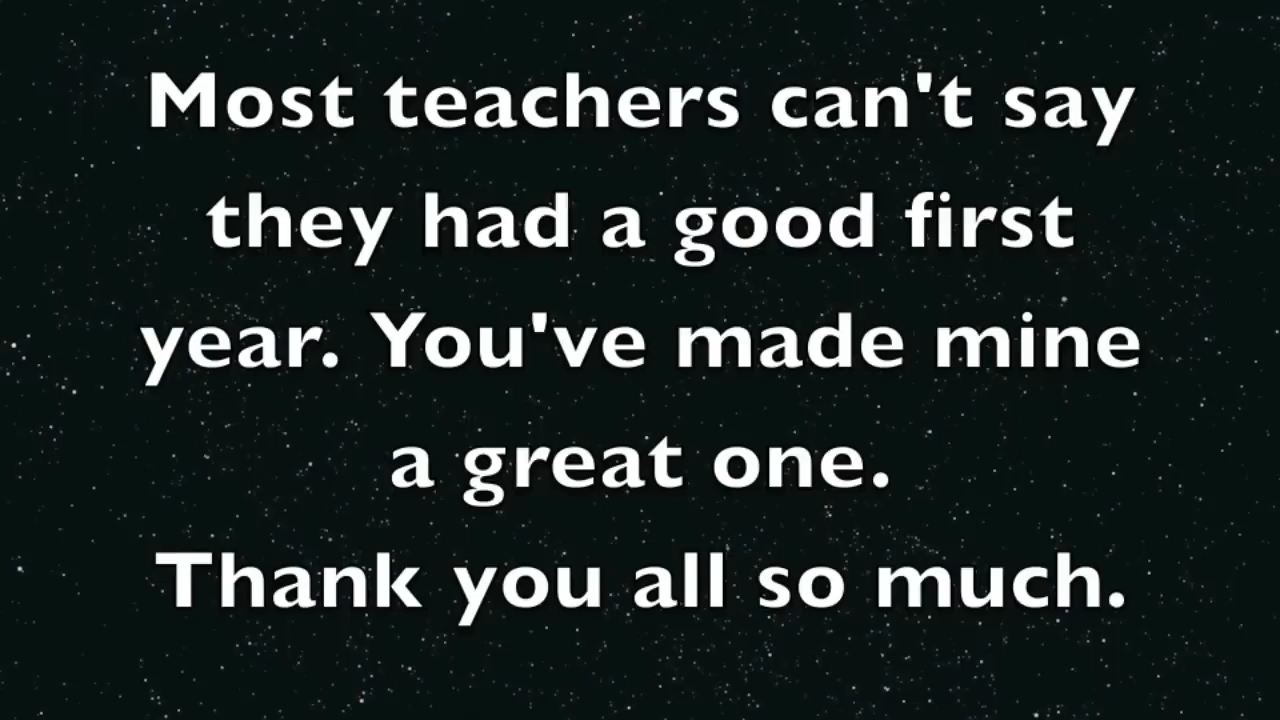 Most teachers can't say
they had a good first
year. You've made mine
a great one.
Thank you all so much.